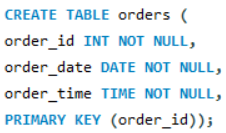 CREATE TABLE orders (
order_id INT NOT NULL,
order_date DATE NOT NULL,
order_time TIME NOT NULL,
PRIMARY KEY (order_id));